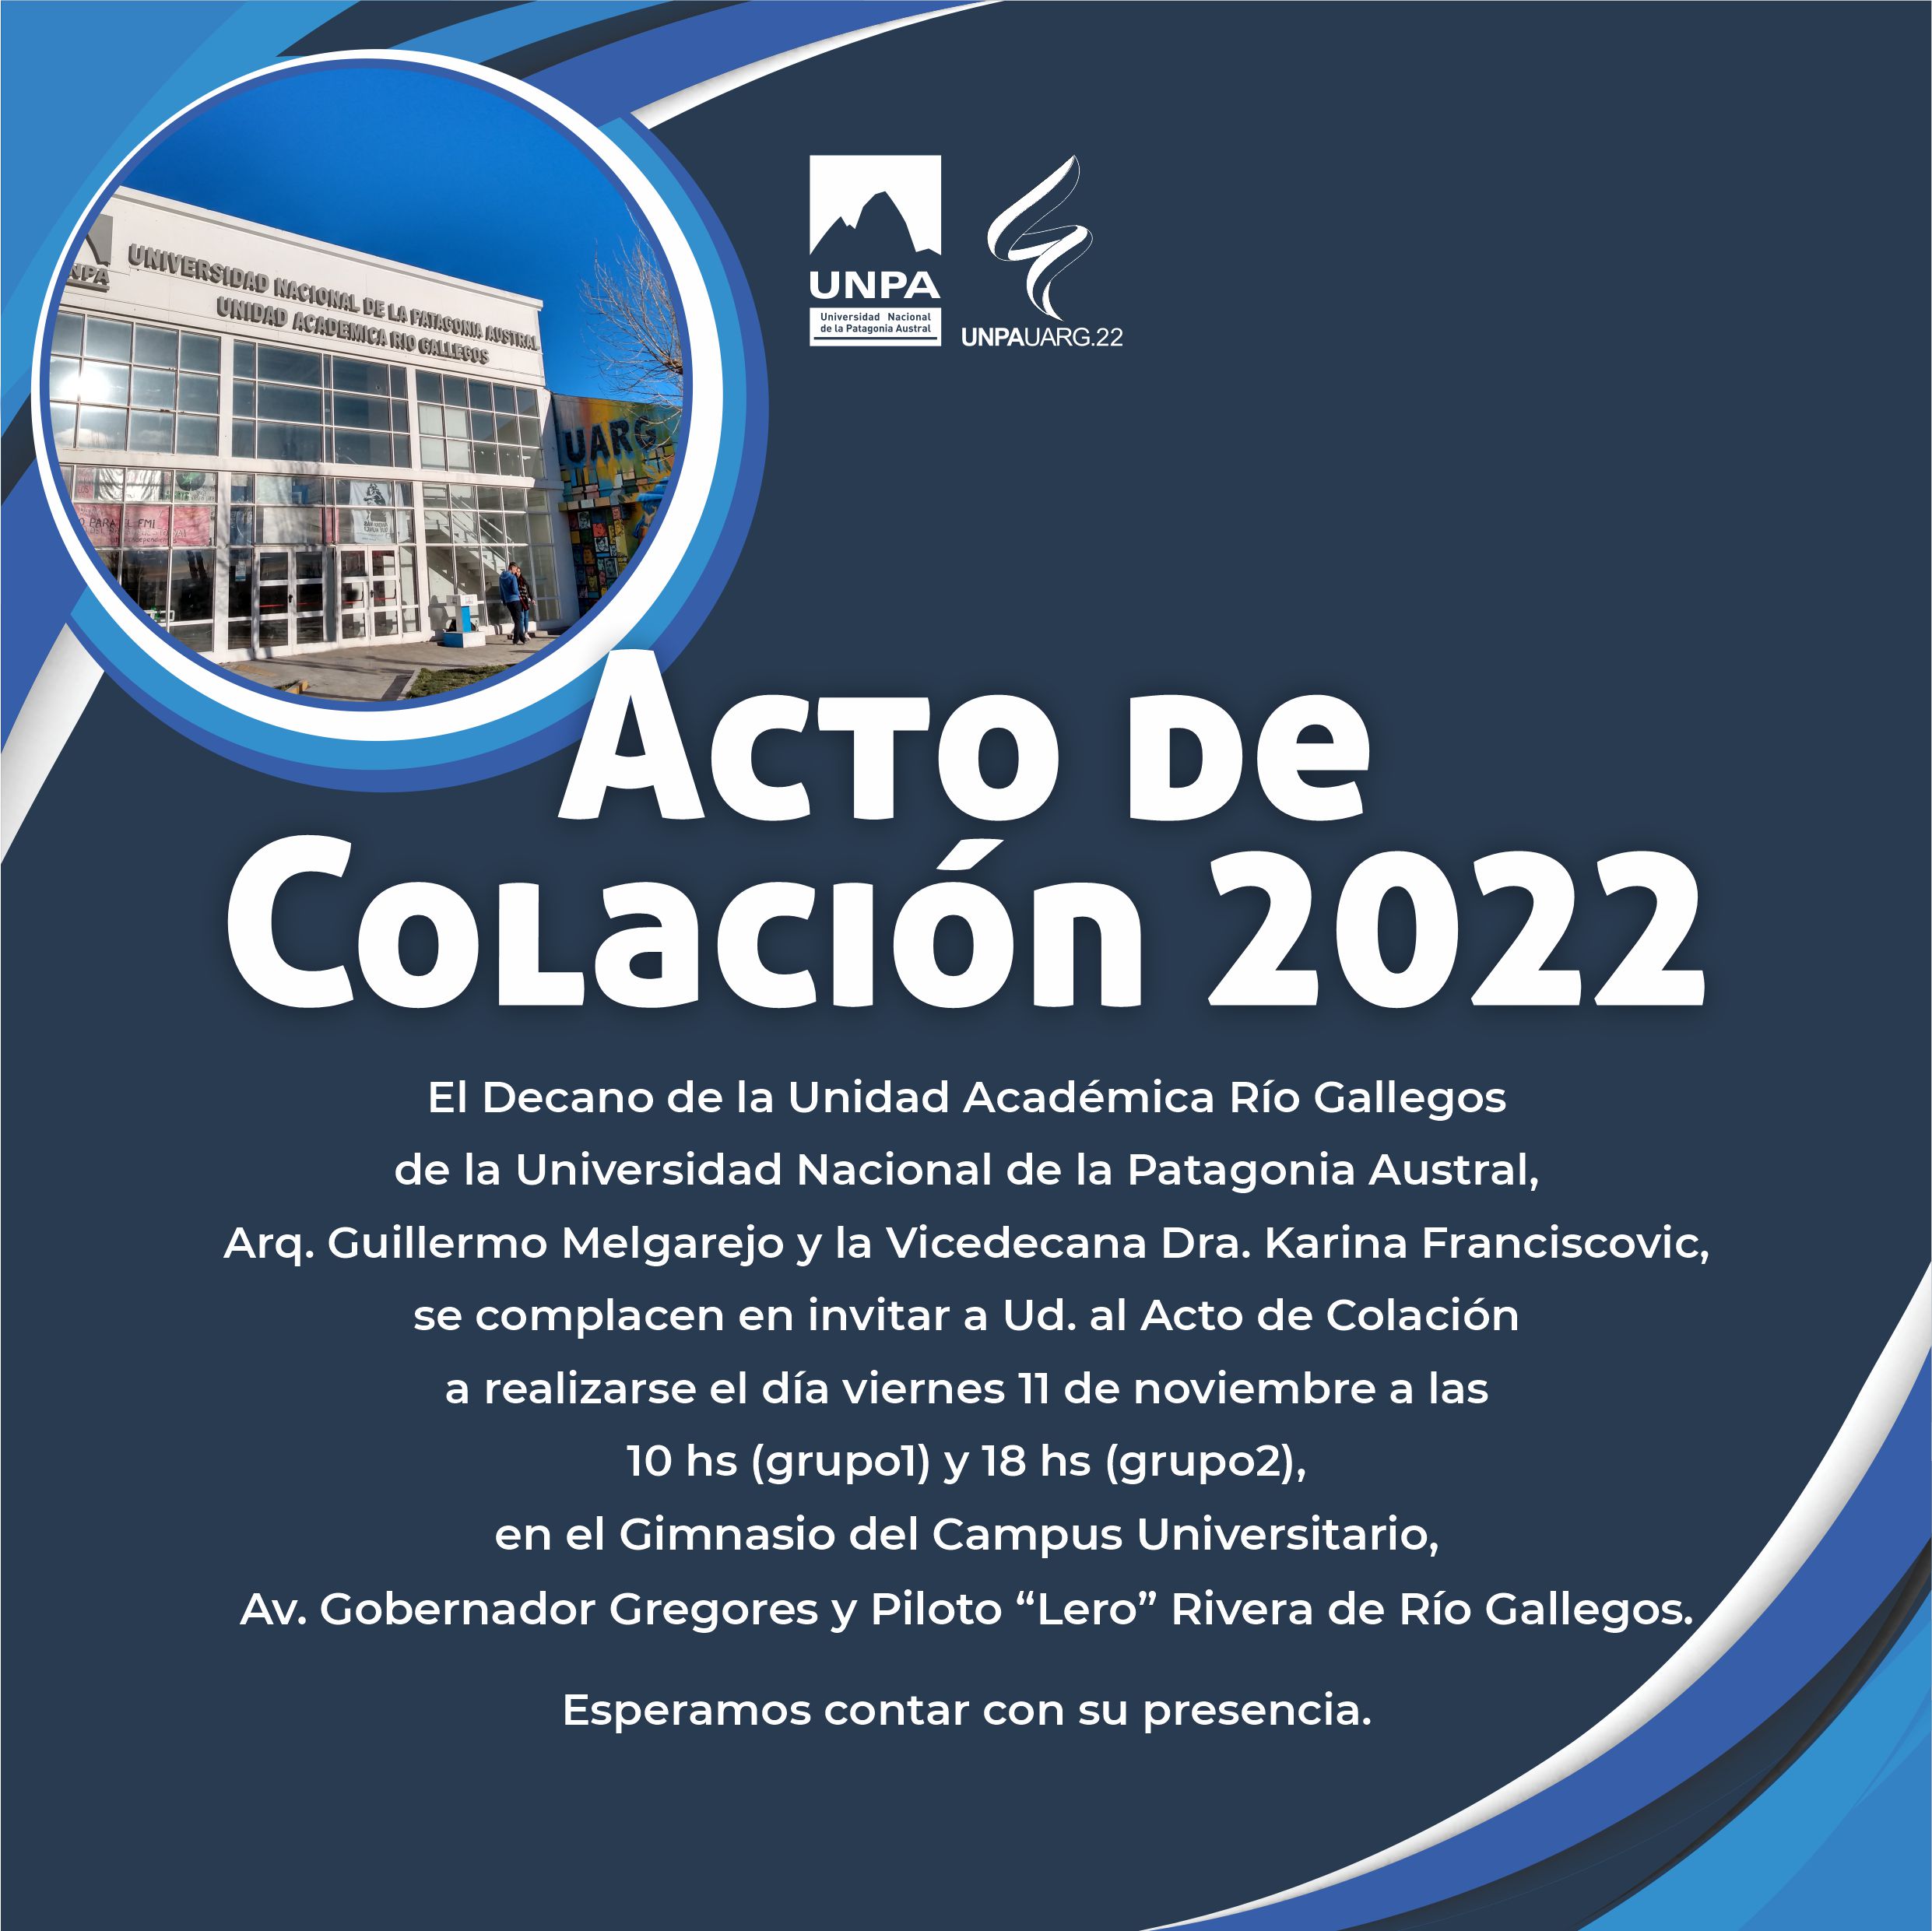 UNPA
UNIVERSIDAD NACIONAL DE LA PATAGONIA AUSTRAL
UNIDAD ACADEMICA RIO GALLEGOS
UARG
PARA EL FMI
UNPA
Universidad Nacional
de la Patagonia Austral
UNPAUARG.22
Acto de
Colación 2022
El Decano de la Unidad Académica Río Gallegos
de la Universidad Nacional de la Patagonia Austral,
Arq. Guillermo Melgarejo y la Vicedecana Dra. Karina Franciscovic,
se complacen en invitar a Ud. al Acto de Colación
a realizarse el día viernes 11 de noviembre a las
10 hs (grupo1) y 18 hs (grupo2),
en el Gimnasio del Campus Universitario,
Av. Gobernador Gregores y Piloto “Lero” Rivera de Río Gallegos.
Esperamos contar con su presencia.